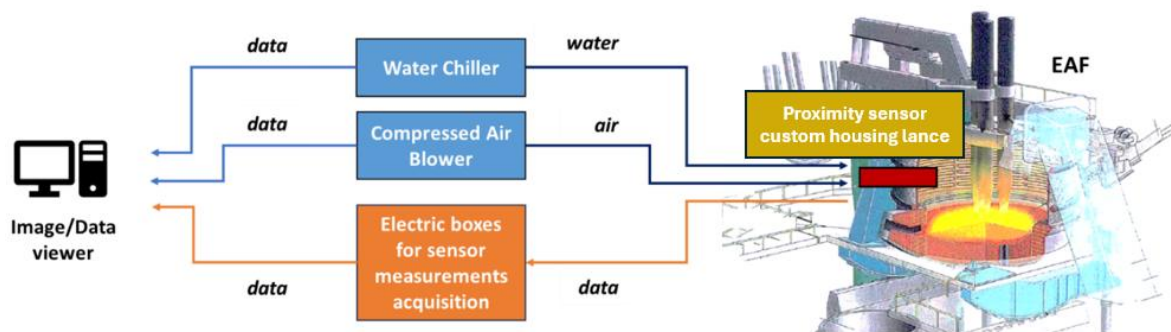 data
Water Chiller
water
EAF
Proximity sensor
custom housing lance
data
Compressed Air
Blower
air
Image/Data
viewer
Electric boxes
for sensor
measurements
acquisition
data
data